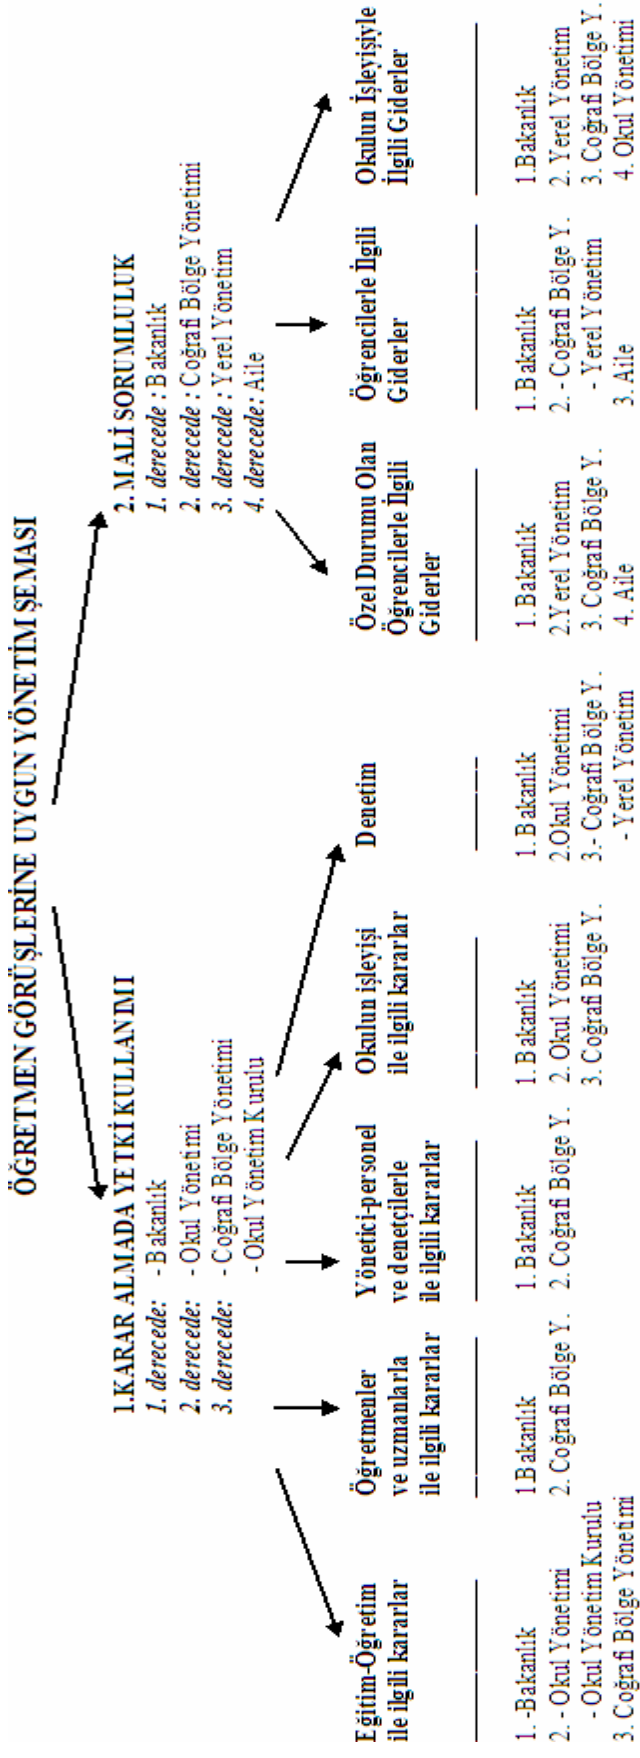 ÖĞRETMEN GÖRÜŞLERİNE UYGUN YÖNETİM ŞEMASI
1.KARAR ALMADA YETKİ KULLANIMI
1. derecede: - Bakanlık
2. derecede: - Okul Yönetimi
3. derecede: - Coğrafi Bölge Yönetimi
- Okul Yönetim Kurulu
2. MALİ SORUMLULUK
1. derecede : Bakanlık
2. derecede : Coğrafi Bölge Yönetimi
3. derecede : Yerel Yönetim
4. derecede: Aile
Eğitim-Öğretim
ile ilgili kararlar
1. -Bakanlık
2. - Okul Yönetimi
- Okul Yönetim Kurulu
3. Coğrafi Bölge Yönetimi
Öğretmenler
ve uzmanlarla
ile ilgili kararlar
1.Bakanlık
2. Coğrafi Bölge Y.
Yönetici-personel
ve denetçilerle
ile ilgili kararlar
1. Bakanlık
2. Coğrafi Bölge Y.
Okulun işleyişi
ile ilgili kararlar
1. Bakanlık
2. Okul Yönetimi
3. Coğrafi Bölge Y.
Denetim
1. Bakanlık
2.Okul Yönetimi
3.- Coğrafi Bölge Y.
- Yerel Yönetim
Özel Durumu Olan
Öğrencilerle İlgili
Giderler
1.Bakanlık
2.Yerel Yönetim
3. Coğrafi Bölge Y.
4. Aile
Öğrencilerle İlgili
Giderler
1.Bakanlık
2. - Coğrafi Bölge Y.
- Yerel Yönetim
3. Aile
Okulun İşleyişiyle
İlgili Giderler
1.Bakanlık
2. Yerel Yönetim
3. Coğrafi Bölge Y.
4. Okul Yönetimi